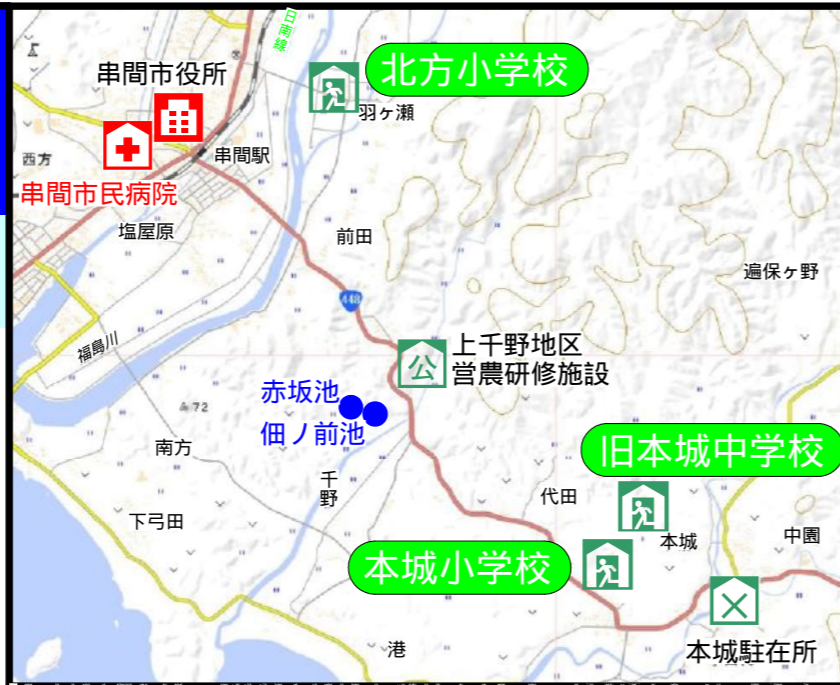 日南線
北方小学校
串間市役所
羽ヶ瀬
西方
串間駅
串間市民病院
塩屋原
前田
遍保ヶ野
448
福島川
上千野地区
営農研修施設
公
72
赤坂池
佃ノ前池
南方
旧本城中学校
千野
代田
下弓田
本城
中園
本城小学校
港
本城駐在所